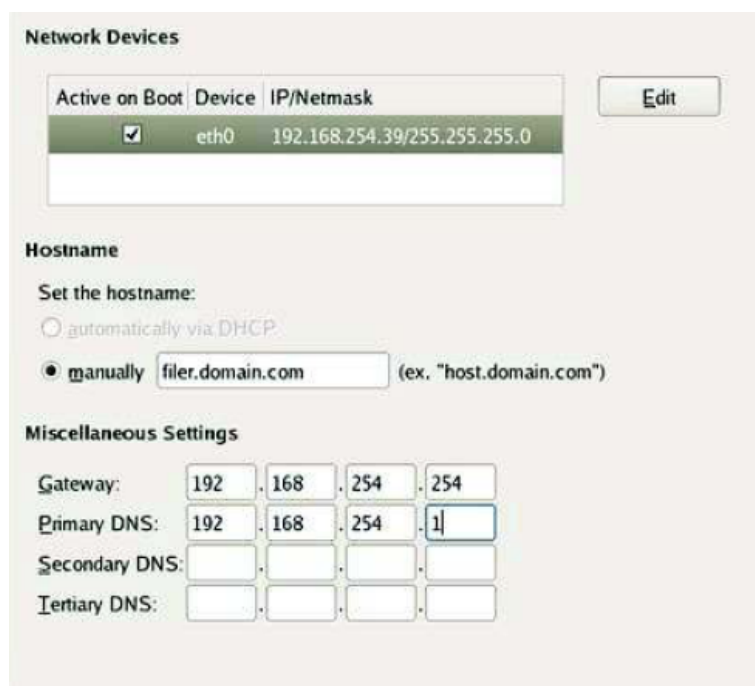 Network Devices
Active on Boot Device IP/Netmask
eth0 192.168.254.39/255.255.255.0
Edit
Hostname
Set the hostname:
automatically via DHCP
manually filer.domain.com (ex. "host.domain.com")
Miscellaneous Settings
Gateway: 192 . 168 . 254 . 254
Primary DNS: 192 . 168 . 254 . 1
Secondary DNS: . . .
Tertiary DNS: . . .